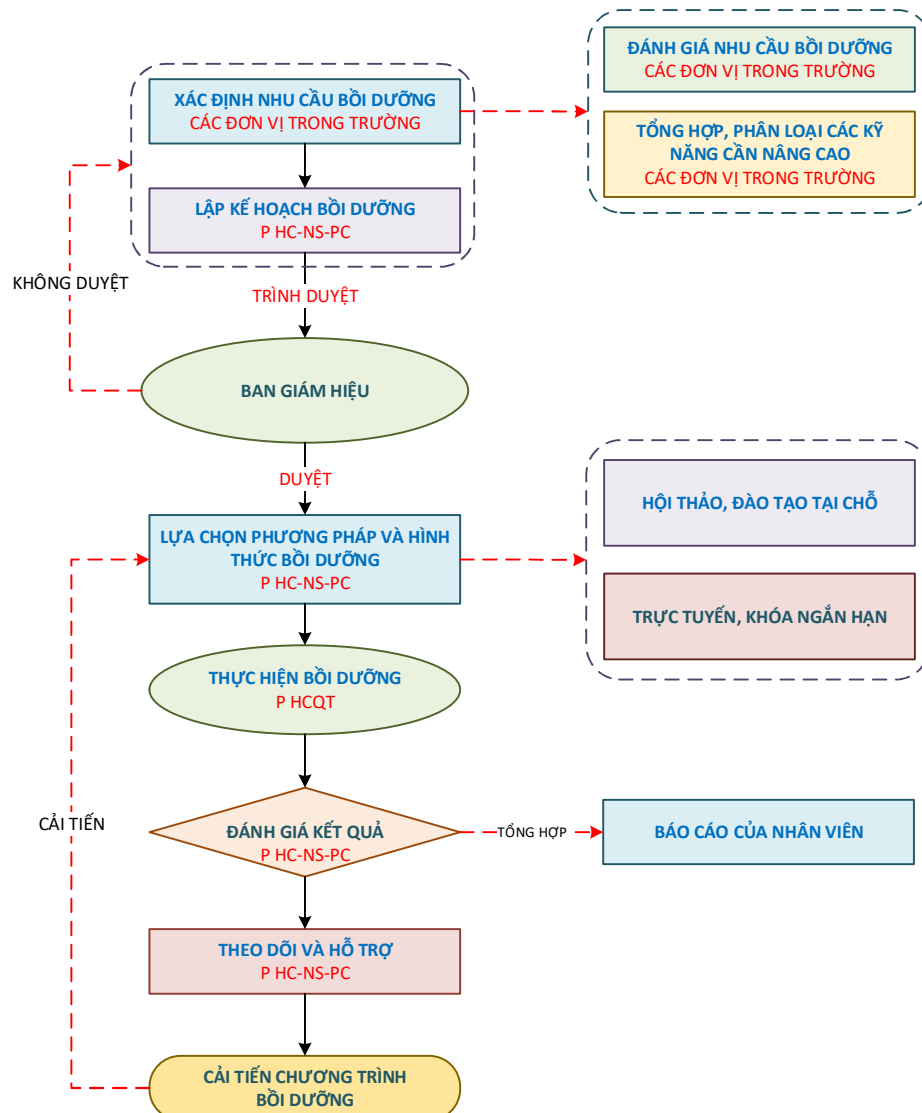 XÁC ĐỊNH NHU CẦU BỒI DƯỠNG
CÁC ĐƠN VỊ TRONG TRƯỜNG
ĐÁNH GIÁ NHU CẦU BỒI DƯỠNG
CÁC ĐƠN VỊ TRONG TRƯỜNG
TỔNG HỢP, PHÂN LOẠI CÁC KỸ
NĂNG CẦN NÂNG CAO
CÁC ĐƠN VỊ TRONG TRƯỜNG
LẬP KẾ HOẠCH BỒI DƯỠNG
P HC-NS-PC
KHÔNG DUYỆT
TRÌNH DUYỆT
BAN GIÁM HIỆU
DUYỆT
LỰA CHỌN PHƯƠNG PHÁP VÀ HÌNH
THỨC BỒI DƯỠNG
P HC-NS-PC
HỘI THẢO, ĐÀO TẠO TẠI CHỖ
TRỰC TUYẾN, KHÓA NGẮN HẠN
THỰC HIỆN BỒI DƯỠNG
P HCQT
CẢI TIẾN
ĐÁNH GIÁ KẾT QUẢ
P HC-NS-PC
TỔNG HỢP
BÁO CÁO CỦA NHÂN VIÊN
THEO DÕI VÀ HỖ TRỢ
P HC-NS-PC
CẢI TIẾN CHƯƠNG TRÌNH
BỒI DƯỠNG